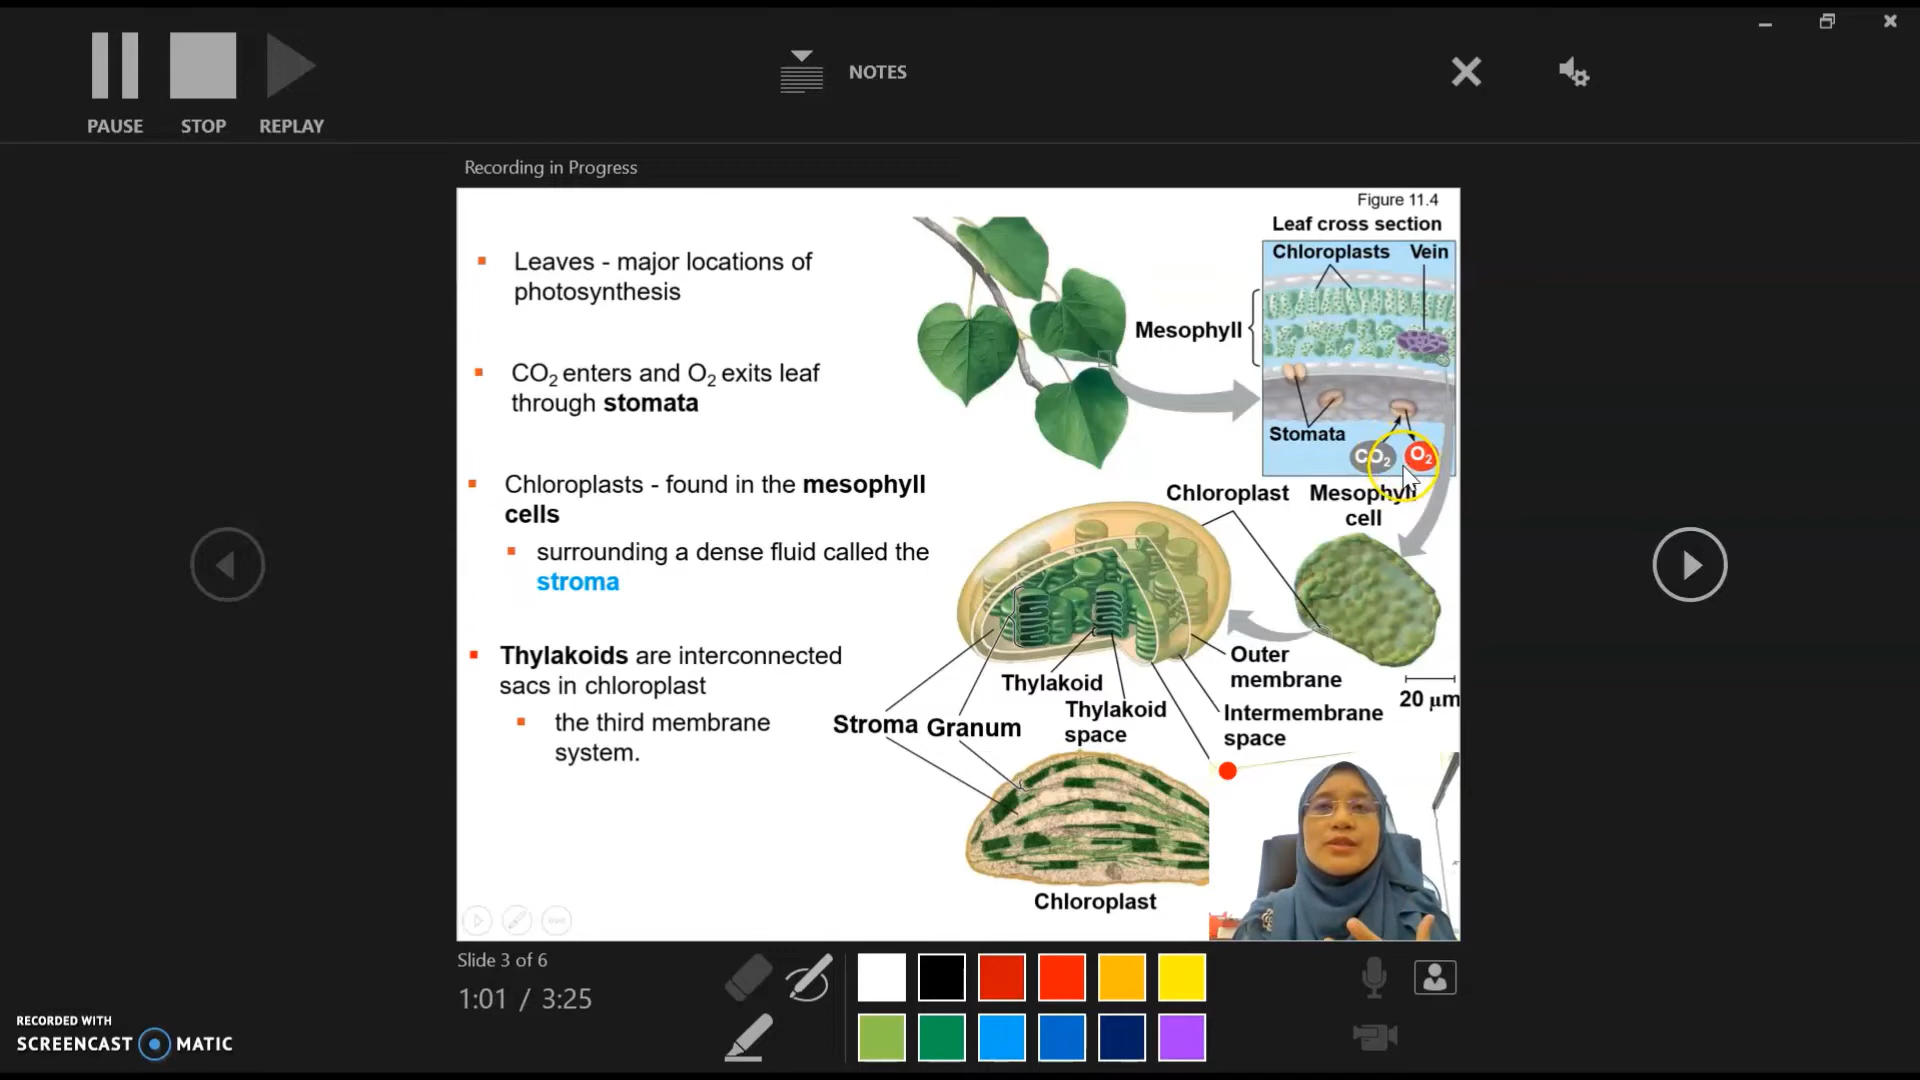 PAUSE
STOP
REPLAY
NOTES
Recording in Progress
Figure 11.4
Leaf cross section
Chloroplasts Vein
Mesophyll
Stomata
CO2 O2
▪ Leaves - major locations of
photosynthesis
▪ CO2 enters and O2 exits leaf
through stomata
▪ Chloroplasts - found in the mesophyll
cells
▪ surrounding a dense fluid called the
stroma
▪ Thylakoids are interconnected
sacs in chloroplast
▪ the third membrane
system.
Chloroplast
Mesophyll
cell
Outer
membrane
20 μm
Thylakoid
Thylakoid
space
Intermembrane
space
Stroma Granum
Chloroplast
Slide 3 of 6
1:01 / 3:25
RECORDED WITH
SCREENCAST MATIC